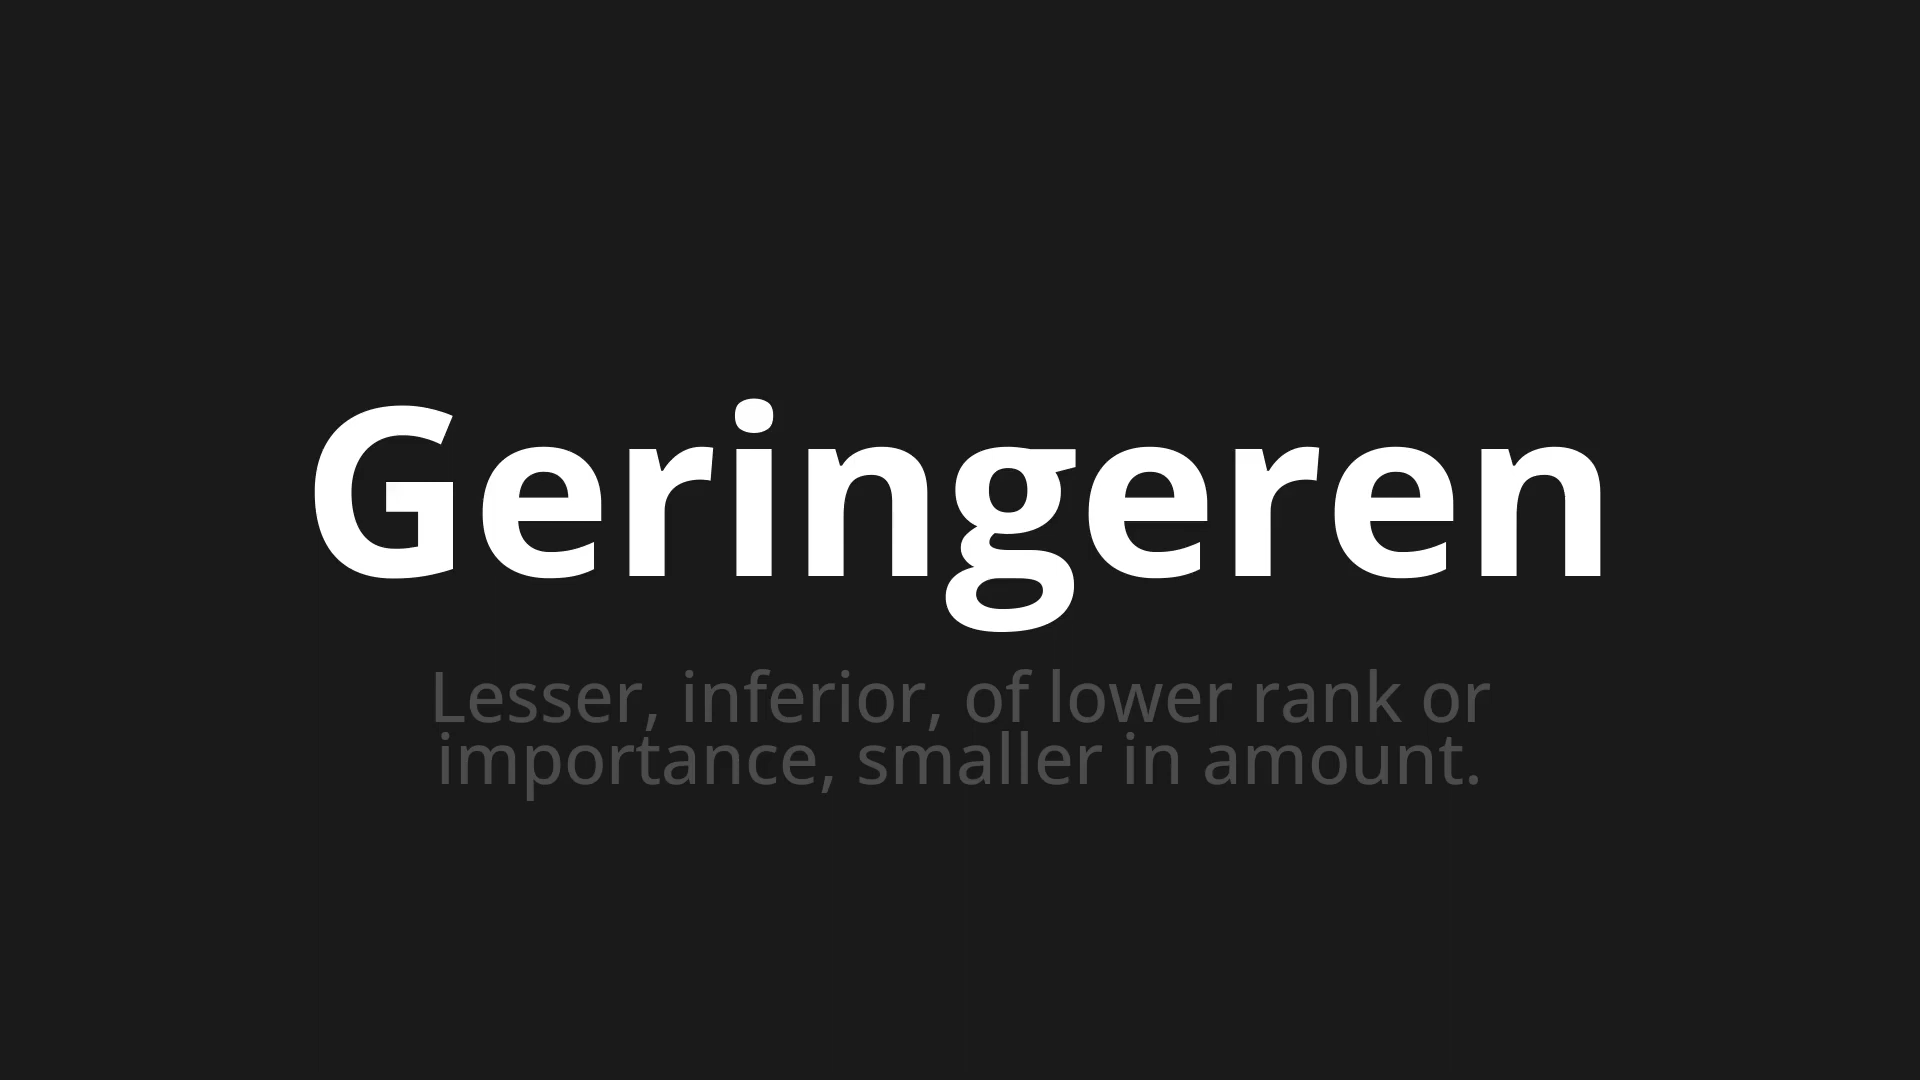 Geringeren
Lesser, inferior, of lower rank or
importance, smaller in amount.